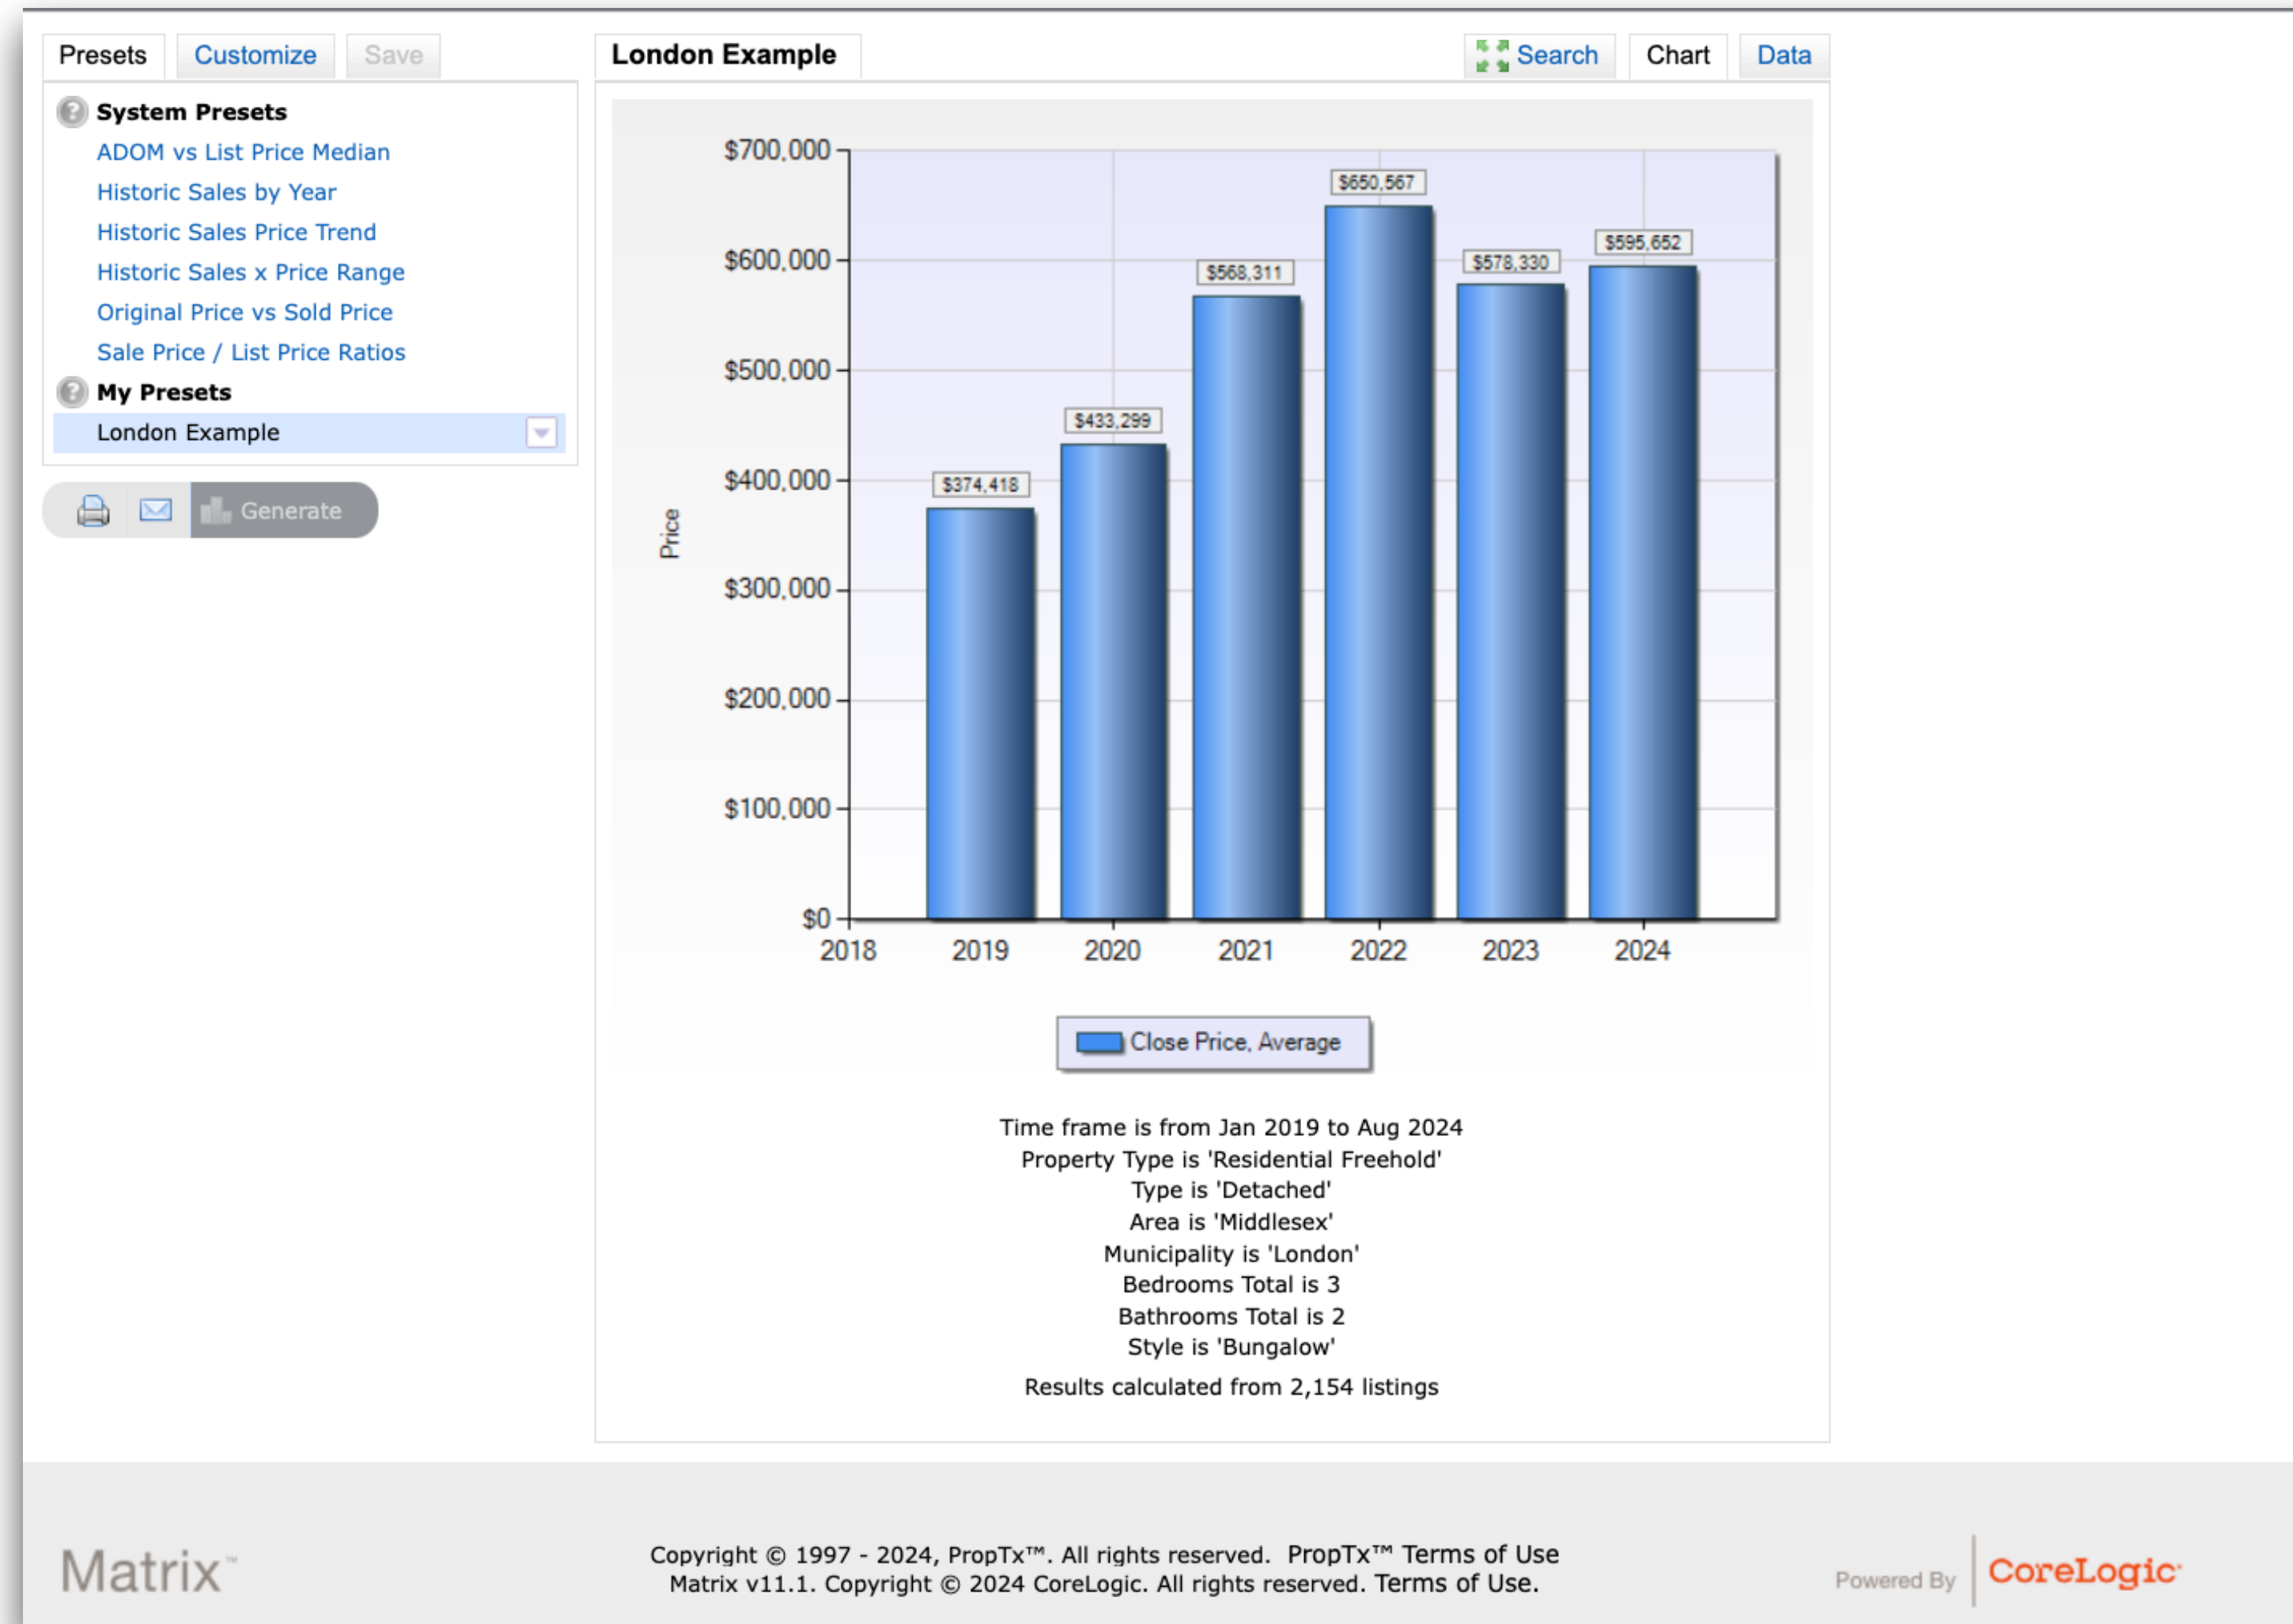 Presets Customize Save
System Presets
ADOM vs List Price Median
Historic Sales by Year
Historic Sales Price Trend
Historic Sales x Price Range
Original Price vs Sold Price
Sale Price / List Price Ratios
My Presets
London Example
Generate
London Example Search Chart Data
$700,000
$600,000
$500,000
$400,000
$300,000
$200,000
$100,000
$0
Price
$374,418
$433,299
$568,311
$650,567
$578,330
$595,652
2018 2019 2020 2021 2022 2023 2024
Close Price, Average
Time frame is from Jan 2019 to Aug 2024
Property Type is 'Residential Freehold'
Type is 'Detached'
Area is 'Middlesex'
Municipality is 'London'
Bedrooms Total is 3
Bathrooms Total is 2
Style is 'Bungalow'
Results calculated from 2,154 listings
Matrix™
Copyright © 1997 - 2024, PropTx™. All rights reserved. PropTx™ Terms of Use
Matrix v11.1. Copyright © 2024 CoreLogic. All rights reserved. Terms of Use.
Powered By CoreLogic